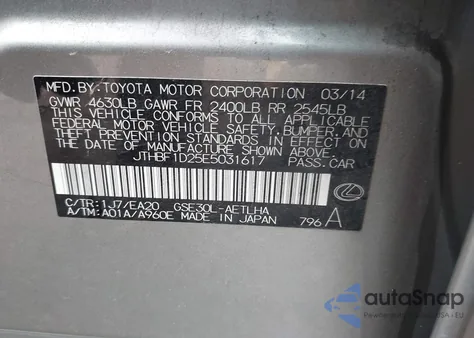 MFD.BY:TOYOTA MOTOR CORPORATION 03/14
GVWR 4630LB GAWR FR 2400LB RR 2545LB
THIS VEHICLE CONFORMS TO ALL APPLICABLE
FEDERAL MOTOR VEHICLE SAFETY, BUMPER, AND
THEFT PREVENTION STANDARDS IN EFFECT ON
THE DATE OF MANUFACTURE SHOWN ABOVE.
JTHBF1D25E5031617 PASS.CAR
C/TR:1J7/EA20 GSE30L-AETLHA
A/TM:A01A/A960E MADE IN JAPAN 796A
autoSnap